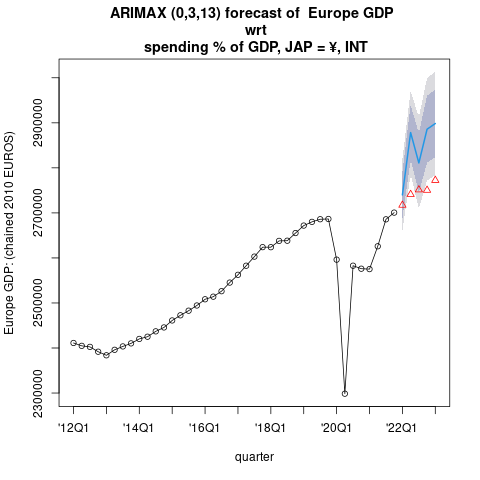 ARIMAX (0,3,13) forecast of  Europe GDP
wrt
spending % of GDP, JAP = ¥, INT
Europe GDP: (chained 2010 EUROS)
2900000
2700000
2500000
2300000
'12Q1
'14Q1
'16Q1
'18Q1
'20Q1
'22Q1
quarter